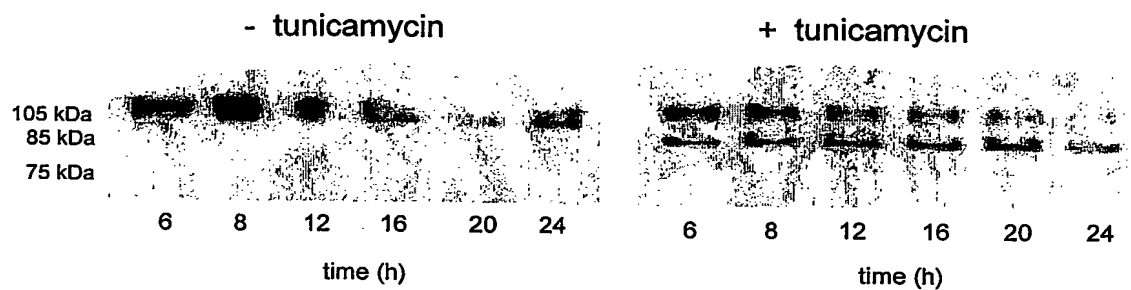 - tunicamycin
+ tunicamycin
105 kDa
85 kDa
75 kDa
6 8 12 16 20 24
6 8 12 16 20 24
time (h)
time (h)